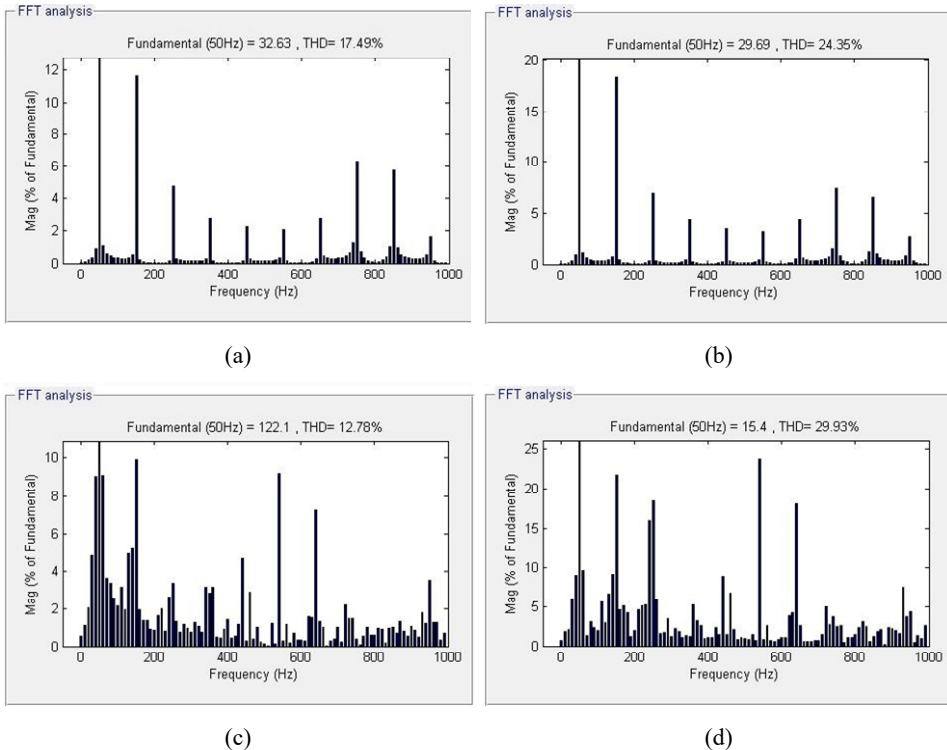 FFT analysis
Fundamental (50Hz) = 32.63 , THD= 17.49%
12
10
8
6
4
2
0
Mag (% of Fundamental)
0 200 400 600 800 1000
Frequency (Hz)
(a)
FFT analysis
Fundamental (50Hz) = 29.69 , THD= 24.35%
20
15
10
5
0
Mag (% of Fundamental)
0 200 400 600 800 1000
Frequency (Hz)
(b)
FFT analysis
Fundamental (50Hz) = 122.1 , THD= 12.78%
10
8
6
4
2
0
Mag (% of Fundamental)
0 200 400 600 800 1000
Frequency (Hz)
(c)
FFT analysis
Fundamental (50Hz) = 15.4 , THD= 29.93%
25
20
15
10
5
0
Mag (% of Fundamental)
0 200 400 600 800 1000
Frequency (Hz)
(d)